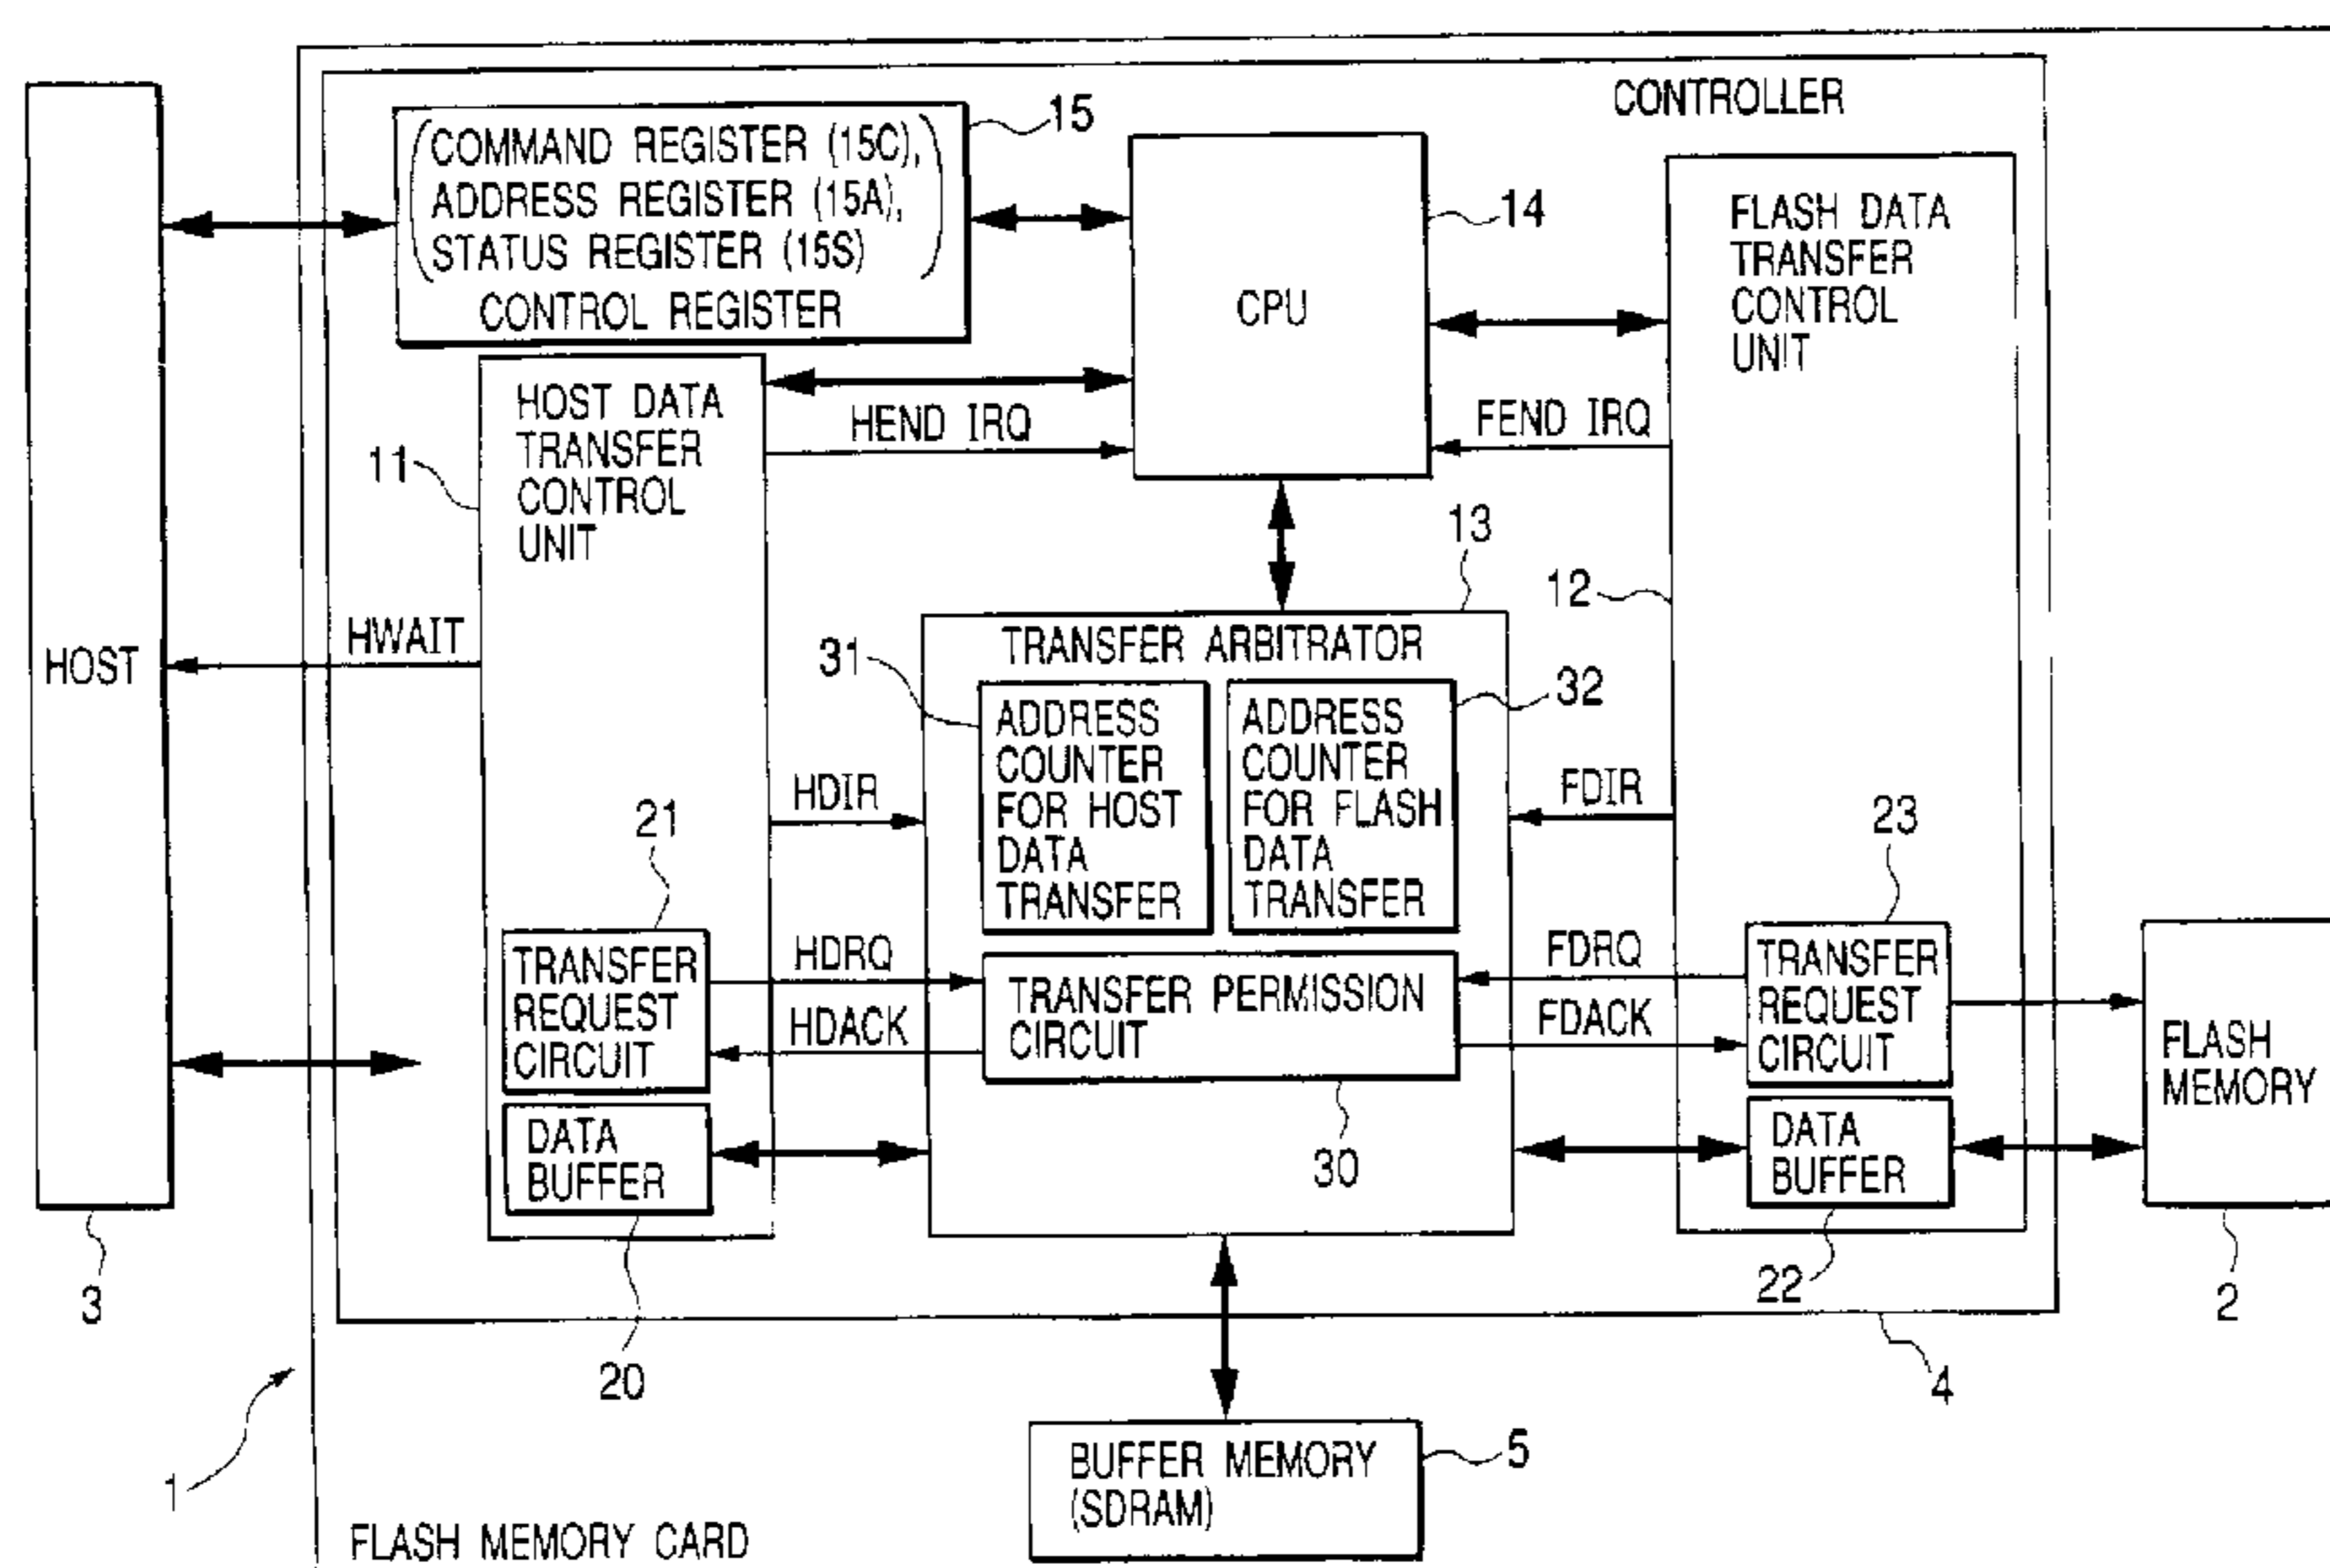 CONTROLLER
15
COMMAND REGISTER (15C),
ADDRESS REGISTER (15A),
STATUS REGISTER (15S)
CONTROL REGISTER
14
CPU
FLASH DATA
TRANSFER
CONTROL
UNIT
HOST DATA
TRANSFER
CONTROL
UNIT
11
HEND IRQ
FEND IRQ
13
12
HOST
HWAIT
TRANSFER ARBITRATOR
31
32
ADDRESS
COUNTER
FOR HOST
DATA
TRANSFER
ADDRESS
COUNTER
FOR FLASH
DATA
TRANSFER
HDIR
FDIR
21
23
TRANSFER
REQUEST
CIRCUIT
HDRQ
HDACK
TRANSFER PERMISSION
CIRCUIT
FDRQ
FDACK
TRANSFER
REQUEST
CIRCUIT
FLASH
MEMORY
DATA
BUFFER
30
DATA
BUFFER
3
20
22
2
4
1
BUFFER MEMORY
(SDRAM)
5
FLASH MEMORY CARD